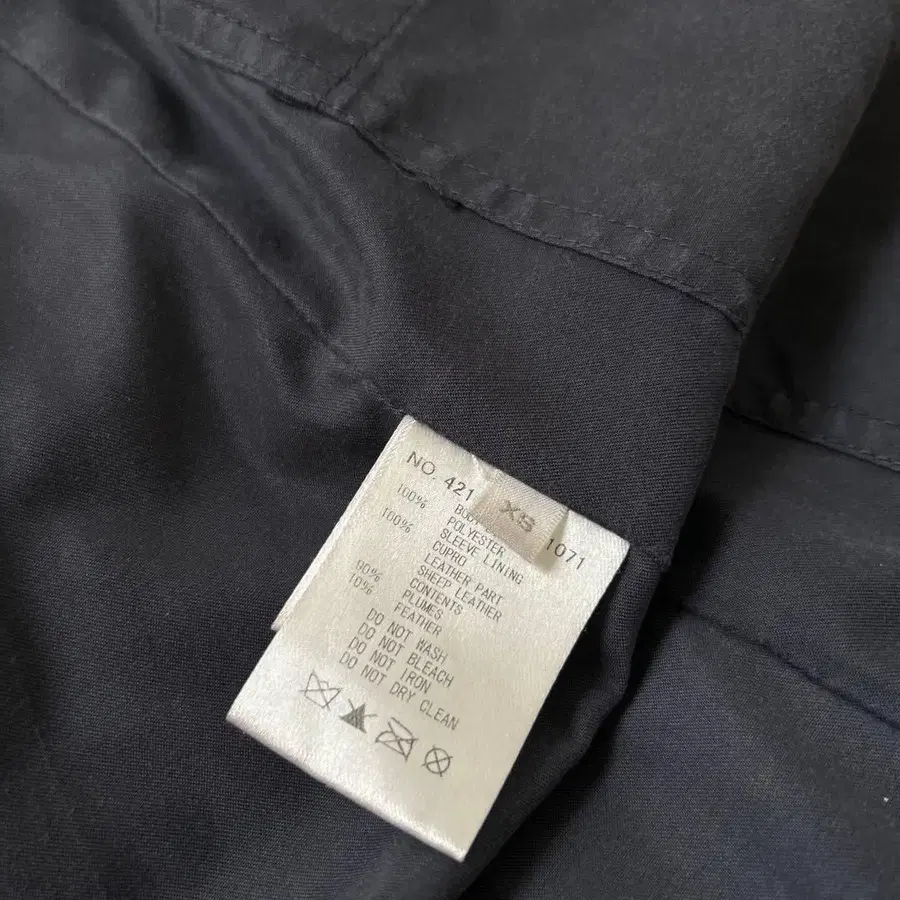 NO. 421 1071
XS
BODY
100% POLYESTER
SLEEVE LINING
100% CUPRO
LEATHER PART
SHEEP LEATHER
CONTENTS
90% PLUMES
10% FEATHER
DO NOT WASH
DO NOT BLEACH
DO NOT IRON
DO NOT DRY CLEAN